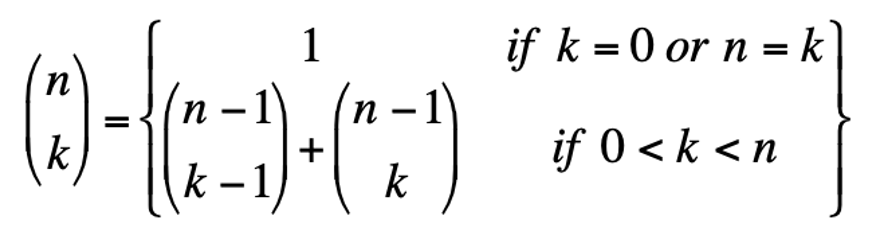 (n k) = { 1 if k = 0 or n = k
(n − 1 k − 1) + (n − 1 k) if 0 < k < n }